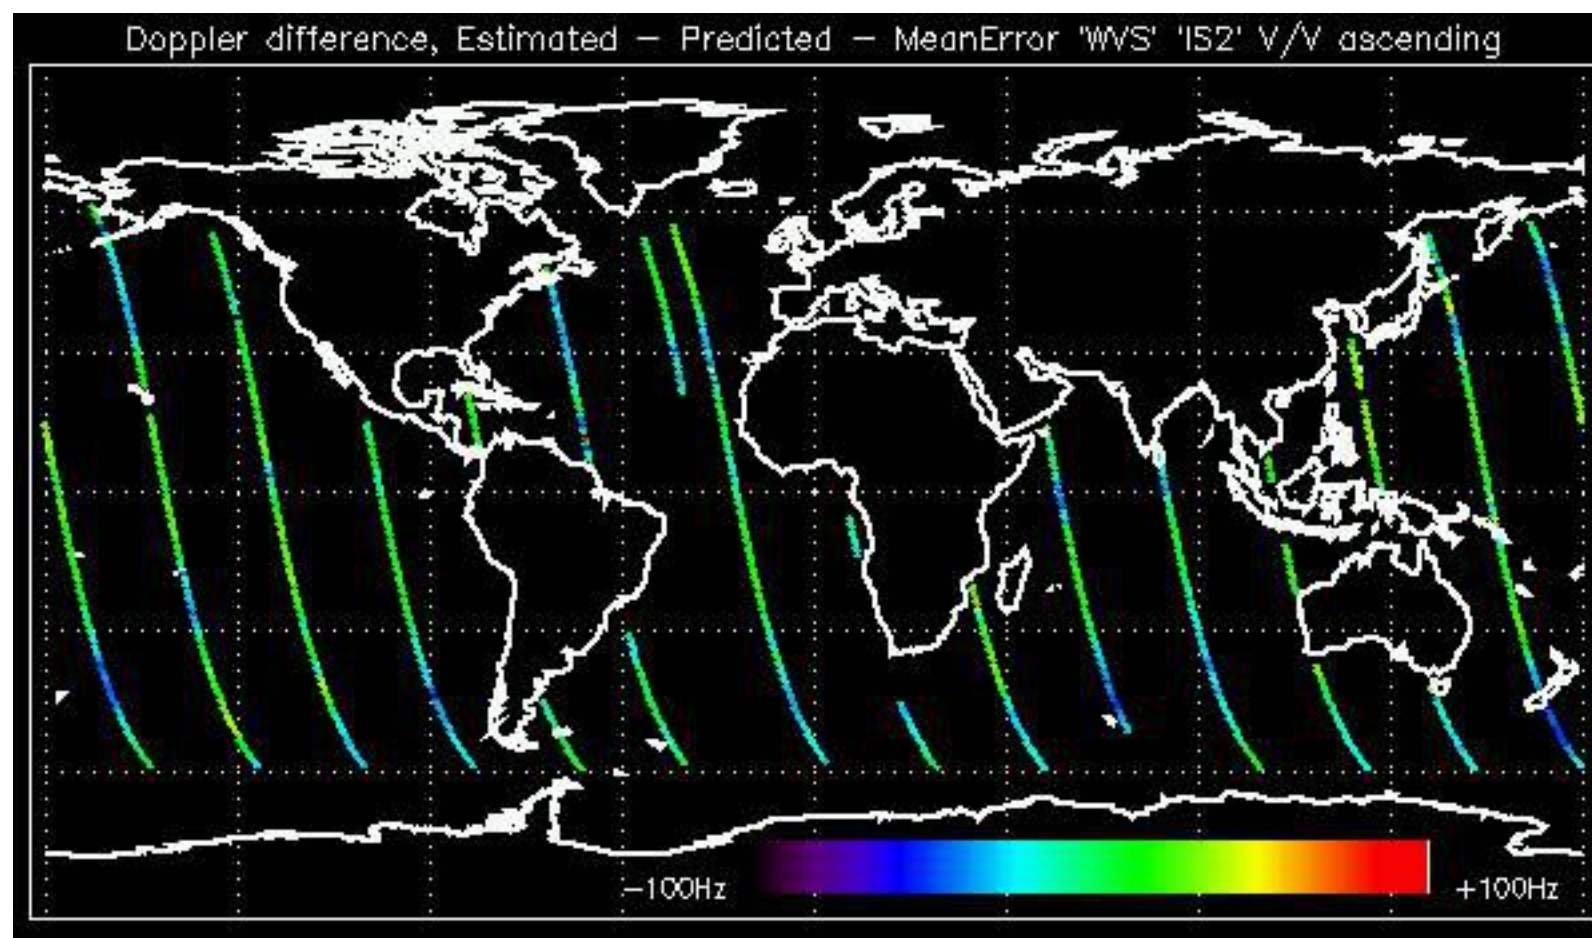 Doppler difference, Estimated – Predicted – MeanError 'WVS' 'IS2' V/V ascending
–100Hz
+100Hz